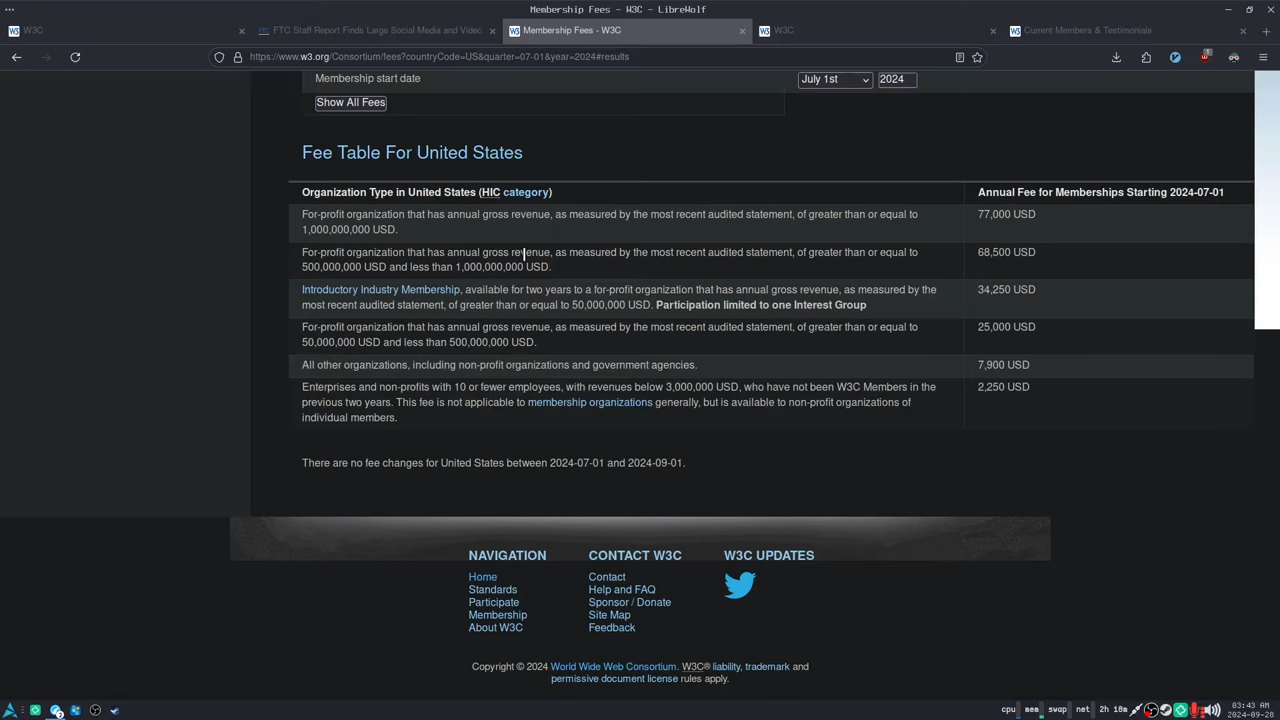 Membership Fees – W3C — LibreWolf
W3C
FTC Staff Report Finds Large Social Media and Video
Membership Fees - W3C
W3C
Current Members & Testimonials
https://www.w3.org/Consortium/fees?countryCode=US&quarter=07-01&year=2024#results
Membership start date
July 1st
2024
Show All Fees
Fee Table For United States
Organization Type in United States (HIC category)
Annual Fee for Memberships Starting 2024-07-01
For-profit organization that has annual gross revenue, as measured by the most recent audited statement, of greater than or equal to
1,000,000,000 USD.
77,000 USD
For-profit organization that has annual gross revenue, as measured by the most recent audited statement, of greater than or equal to
500,000,000 USD and less than 1,000,000,000 USD.
68,500 USD
Introductory Industry Membership, available for two years to a for-profit organization that has annual gross revenue, as measured by the
most recent audited statement, of greater than or equal to 50,000,000 USD. Participation limited to one Interest Group
34,250 USD
For-profit organization that has annual gross revenue, as measured by the most recent audited statement, of greater than or equal to
50,000,000 USD and less than 500,000,000 USD.
25,000 USD
All other organizations, including non-profit organizations and government agencies.
7,900 USD
Enterprises and non-profits with 10 or fewer employees, with revenues below 3,000,000 USD, who have not been W3C Members in the
previous two years. This fee is not applicable to membership organizations generally, but is available to non-profit organizations of
individual members.
2,250 USD
There are no fee changes for United States between 2024-07-01 and 2024-09-01.
NAVIGATION
Home
Standards
Participate
Membership
About W3C
CONTACT W3C
Contact
Help and FAQ
Sponsor / Donate
Site Map
Feedback
W3C UPDATES
Copyright © 2024 World Wide Web Consortium. W3C® liability, trademark and
permissive document license rules apply.
cpu mem swap net 2h 18m
03:43 AM
2024-09-28